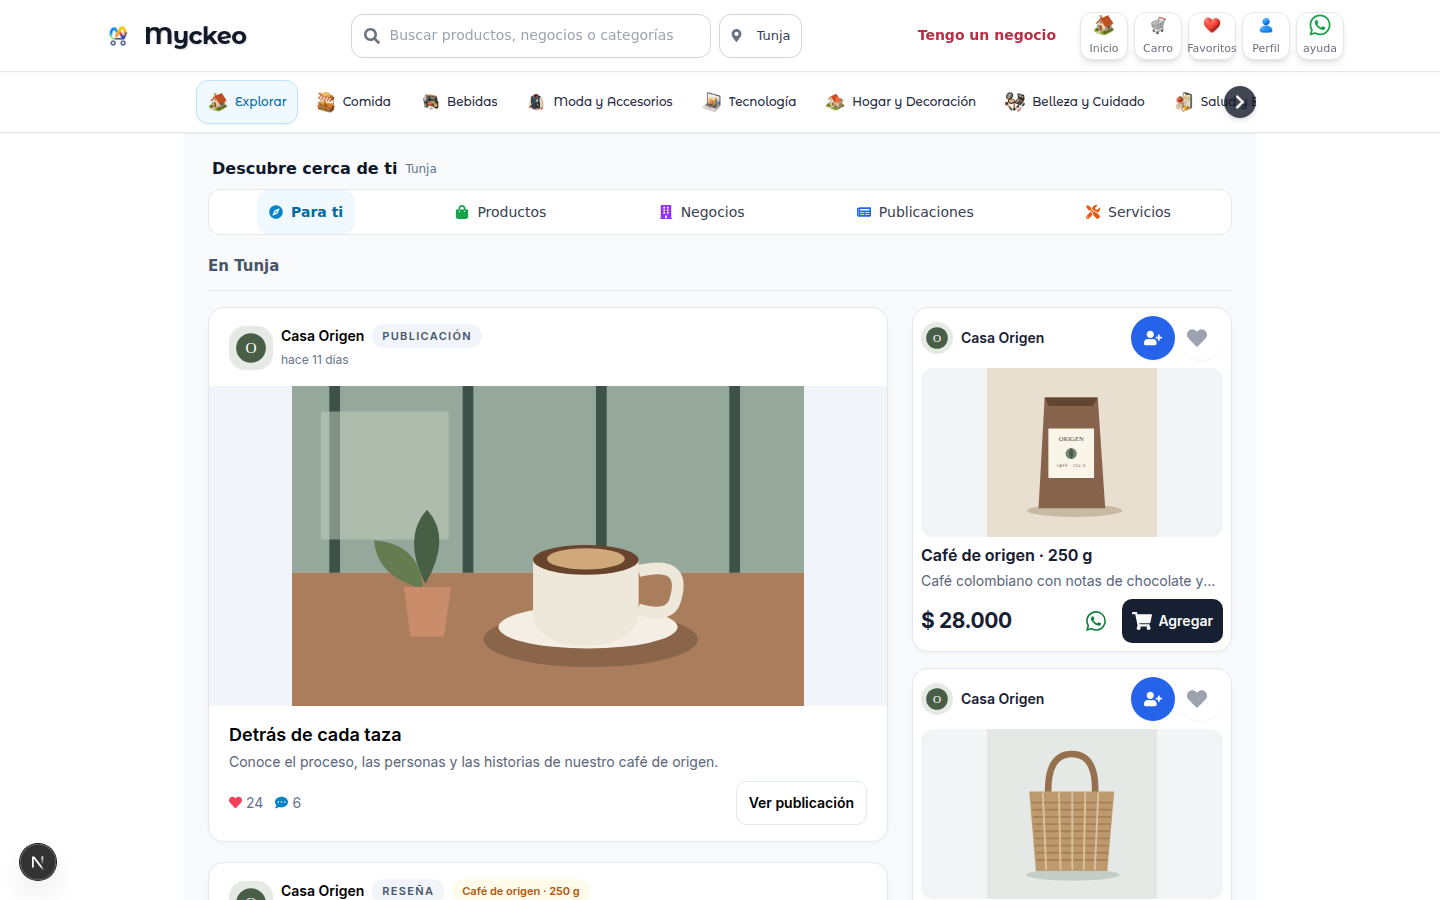 Myckeo
Buscar productos, negocios o categorías
Tunja
Tengo un negocio
Inicio
Carro
Favoritos
Perfil
ayuda
Explorar
Comida
Bebidas
Moda y Accesorios
Tecnología
Hogar y Decoración
Belleza y Cuidado
Descubre cerca de ti Tunja
Para ti
Productos
Negocios
Publicaciones
Servicios
En Tunja
O
Casa Origen PUBLICACIÓN
hace 11 días
Detrás de cada taza
Conoce el proceso, las personas y las historias de nuestro café de origen.
24 6
Ver publicación
Casa Origen RESEÑA Café de origen · 250 g
O
Casa Origen
ORIGEN
CAFÉ · 250 G
Café de origen · 250 g
Café colombiano con notas de chocolate y...
$ 28.000
Agregar
O
Casa Origen
N